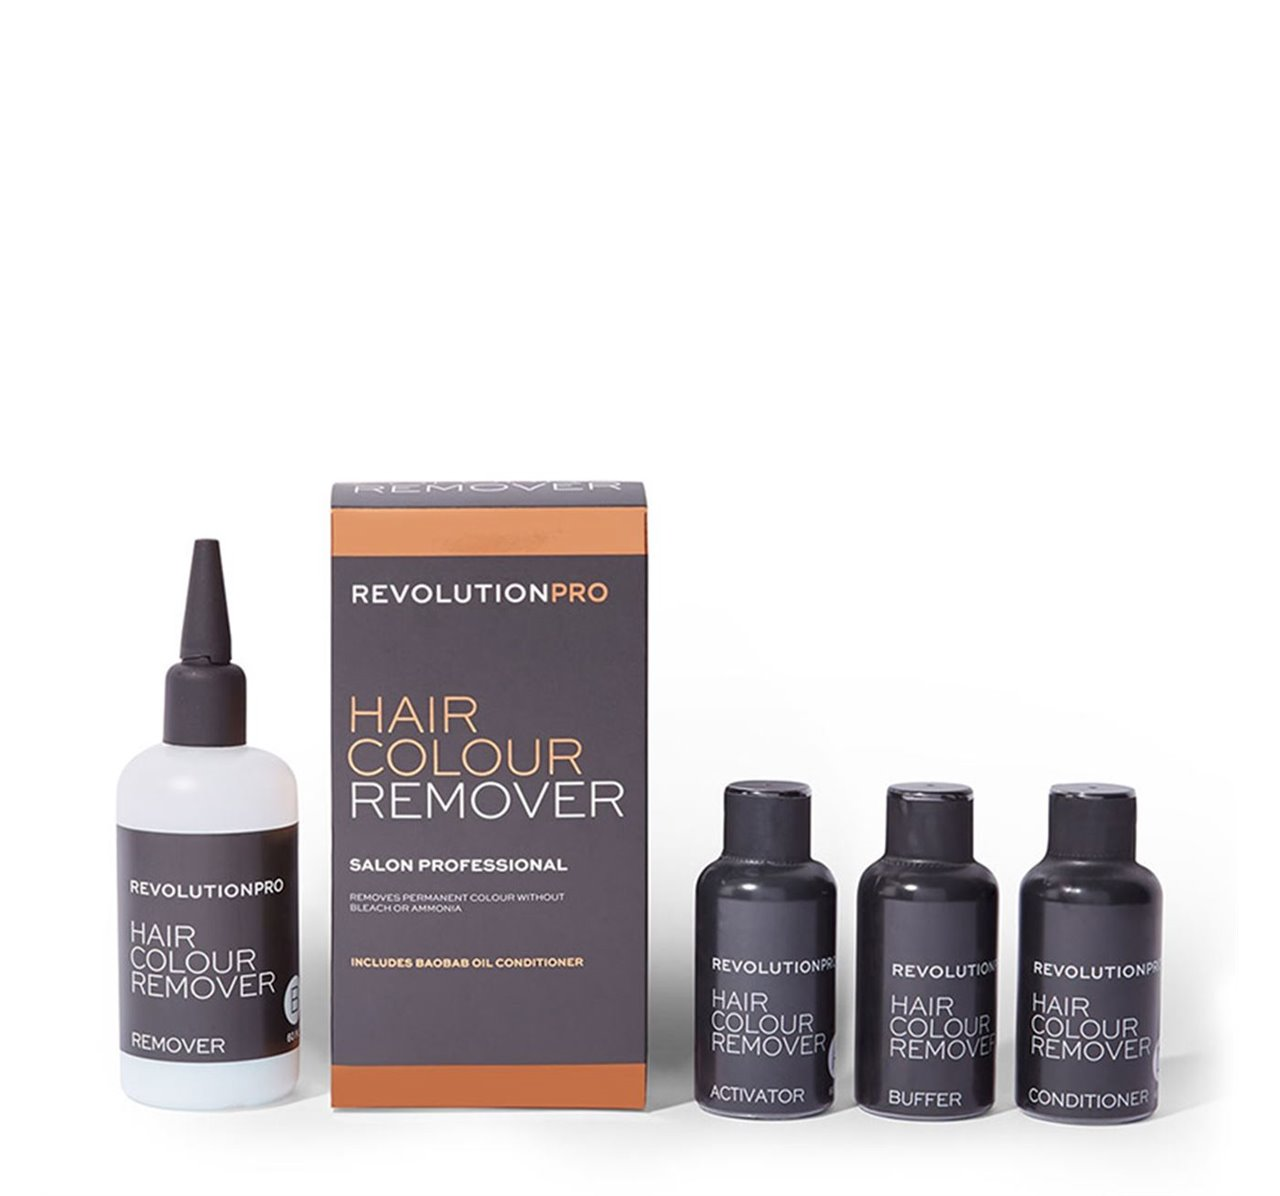 REVOLUTIONPRO
HAIR
COLOUR
REMOVER
REMOVER
REMOVER
REVOLUTIONPRO
HAIR
COLOUR
REMOVER
SALON PROFESSIONAL
REMOVES PERMANENT COLOUR WITHOUT
BLEACH OR AMMONIA
INCLUDES BAOBAB OIL CONDITIONER
REVOLUTIONPRO
HAIR
COLOUR
REMOVER
ACTIVATOR
REVOLUTION
HAIR
COLOUR
REMOVER
BUFFER
REVOLUTIONPRO
HAIR
COLOUR
REMOVER
CONDITIONER